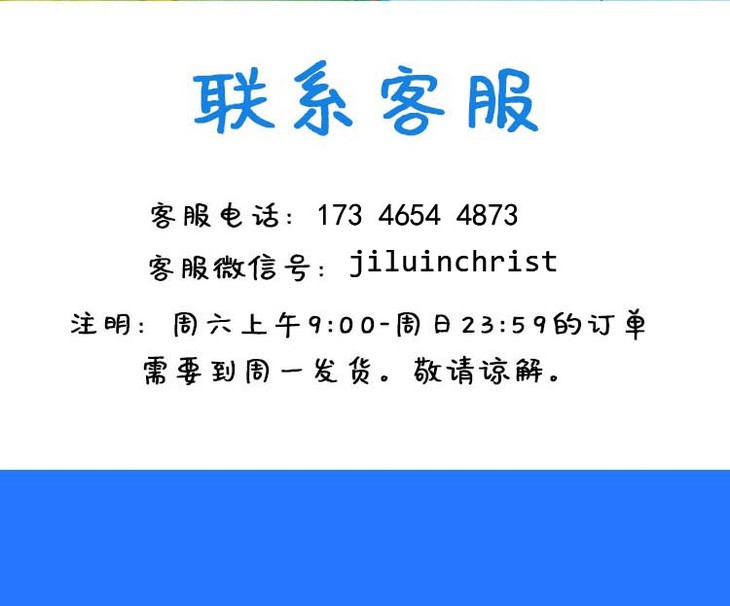 联系客服
客服电话: 173 4654 4873
客服微信号: jiluinchrist
注明: 周六上午9:00-周日23:59的订单
需要到周一发货。敬请谅解。